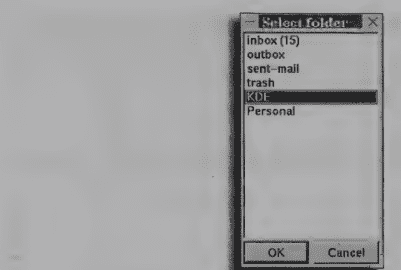 Select folder
inbox (15)
outbox
sent-mail
trash
KDE
Personal
OK
Cancel